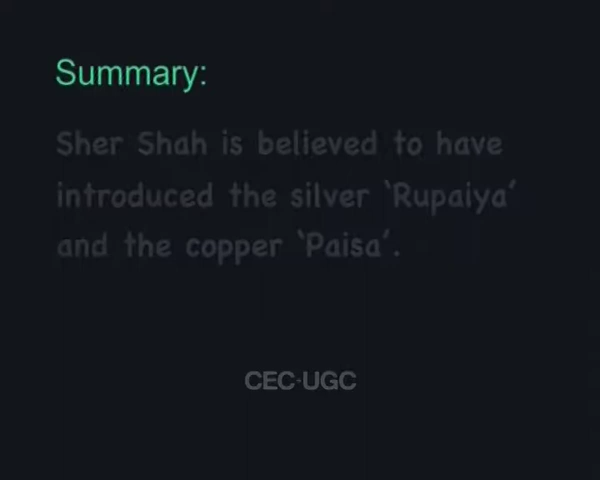 Summary:
Sher Shah is believed to have
introduced the silver ‘Rupaiya’
and the copper ‘Paisa’.
CEC-UGC